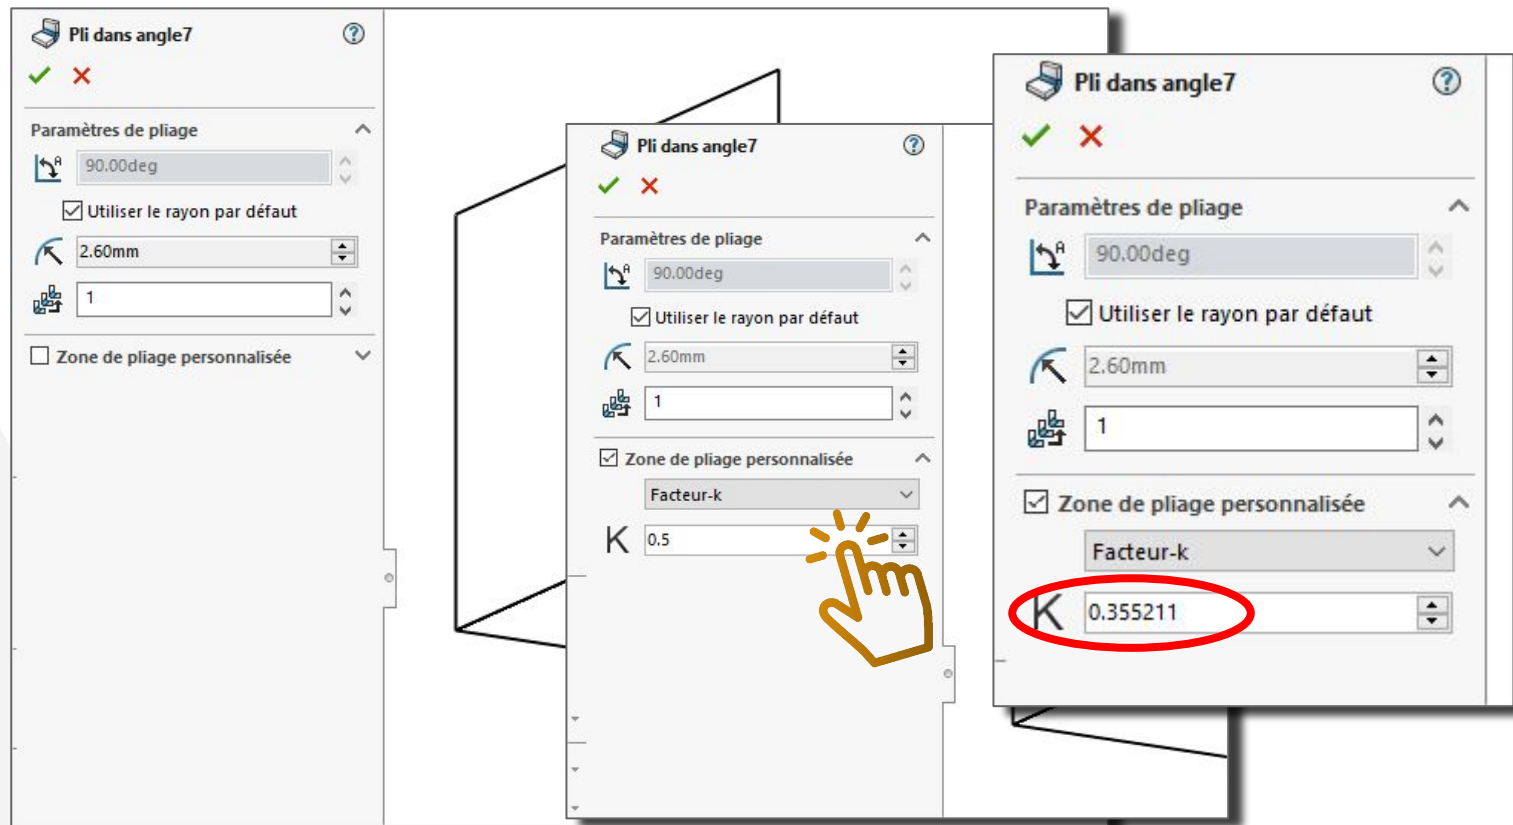 Pli dans angle7
Paramètres de pliage
90.00deg
Utiliser le rayon par défaut
2.60mm
1
Zone de pliage personnalisée
Pli dans angle7
Paramètres de pliage
90.00deg
Utiliser le rayon par défaut
2.60mm
1
Zone de pliage personnalisée
Facteur-k
K 0.5
Pli dans angle7
Paramètres de pliage
90.00deg
Utiliser le rayon par défaut
2.60mm
1
Zone de pliage personnalisée
Facteur-k
K 0.355211